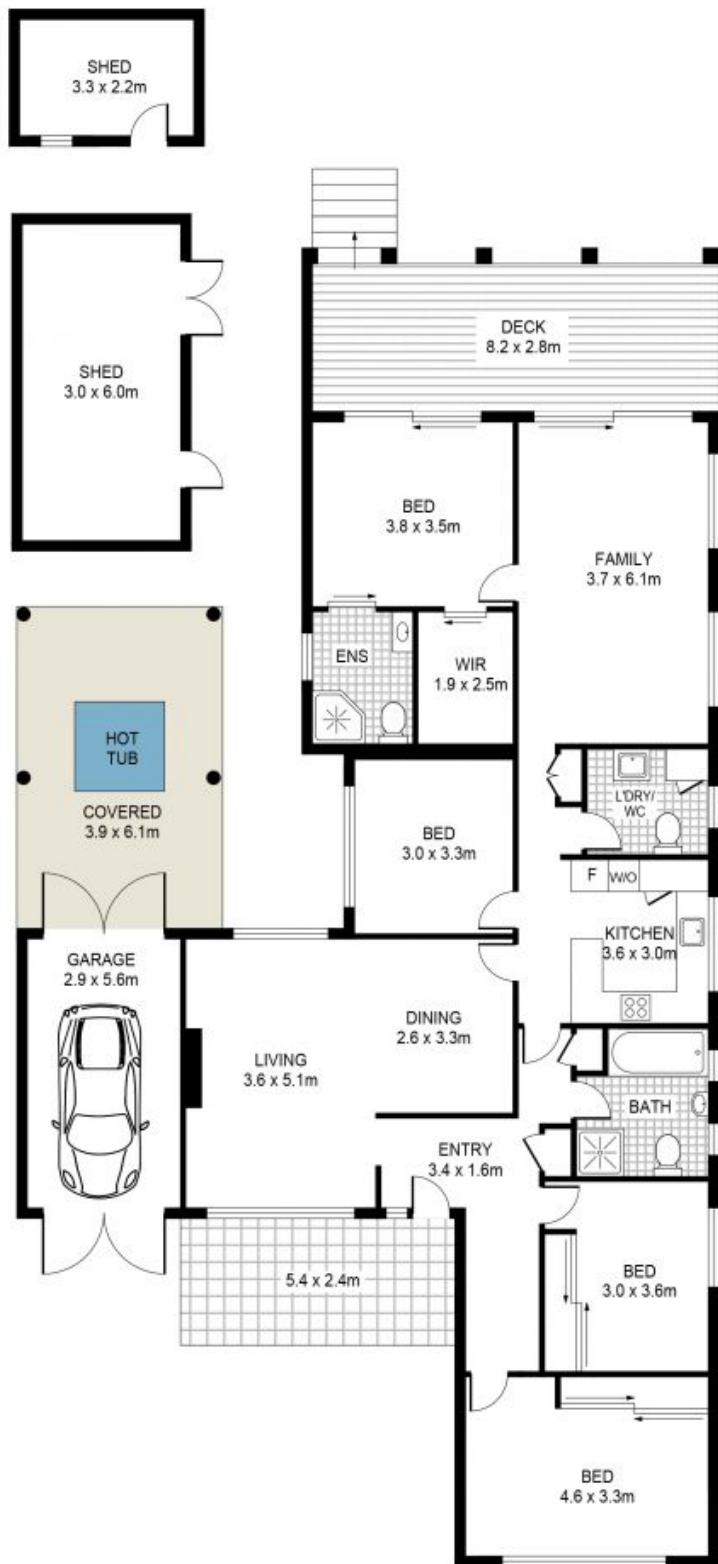 SHED
3.3 x 2.2m
SHED
3.0 x 6.0m
DECK
8.2 x 2.8m
BED
3.8 x 3.5m
FAMILY
3.7 x 6.1m
ENS
WIR
1.9 x 2.5m
HOT
TUB
COVERED
3.9 x 6.1m
L'DRY/
WC
BED
3.0 x 3.3m
F
W/O
KITCHEN
3.6 x 3.0m
GARAGE
2.9 x 5.6m
DINING
2.6 x 3.3m
LIVING
3.6 x 5.1m
BATH
ENTRY
3.4 x 1.6m
5.4 x 2.4m
BED
3.0 x 3.6m
BED
4.6 x 3.3m